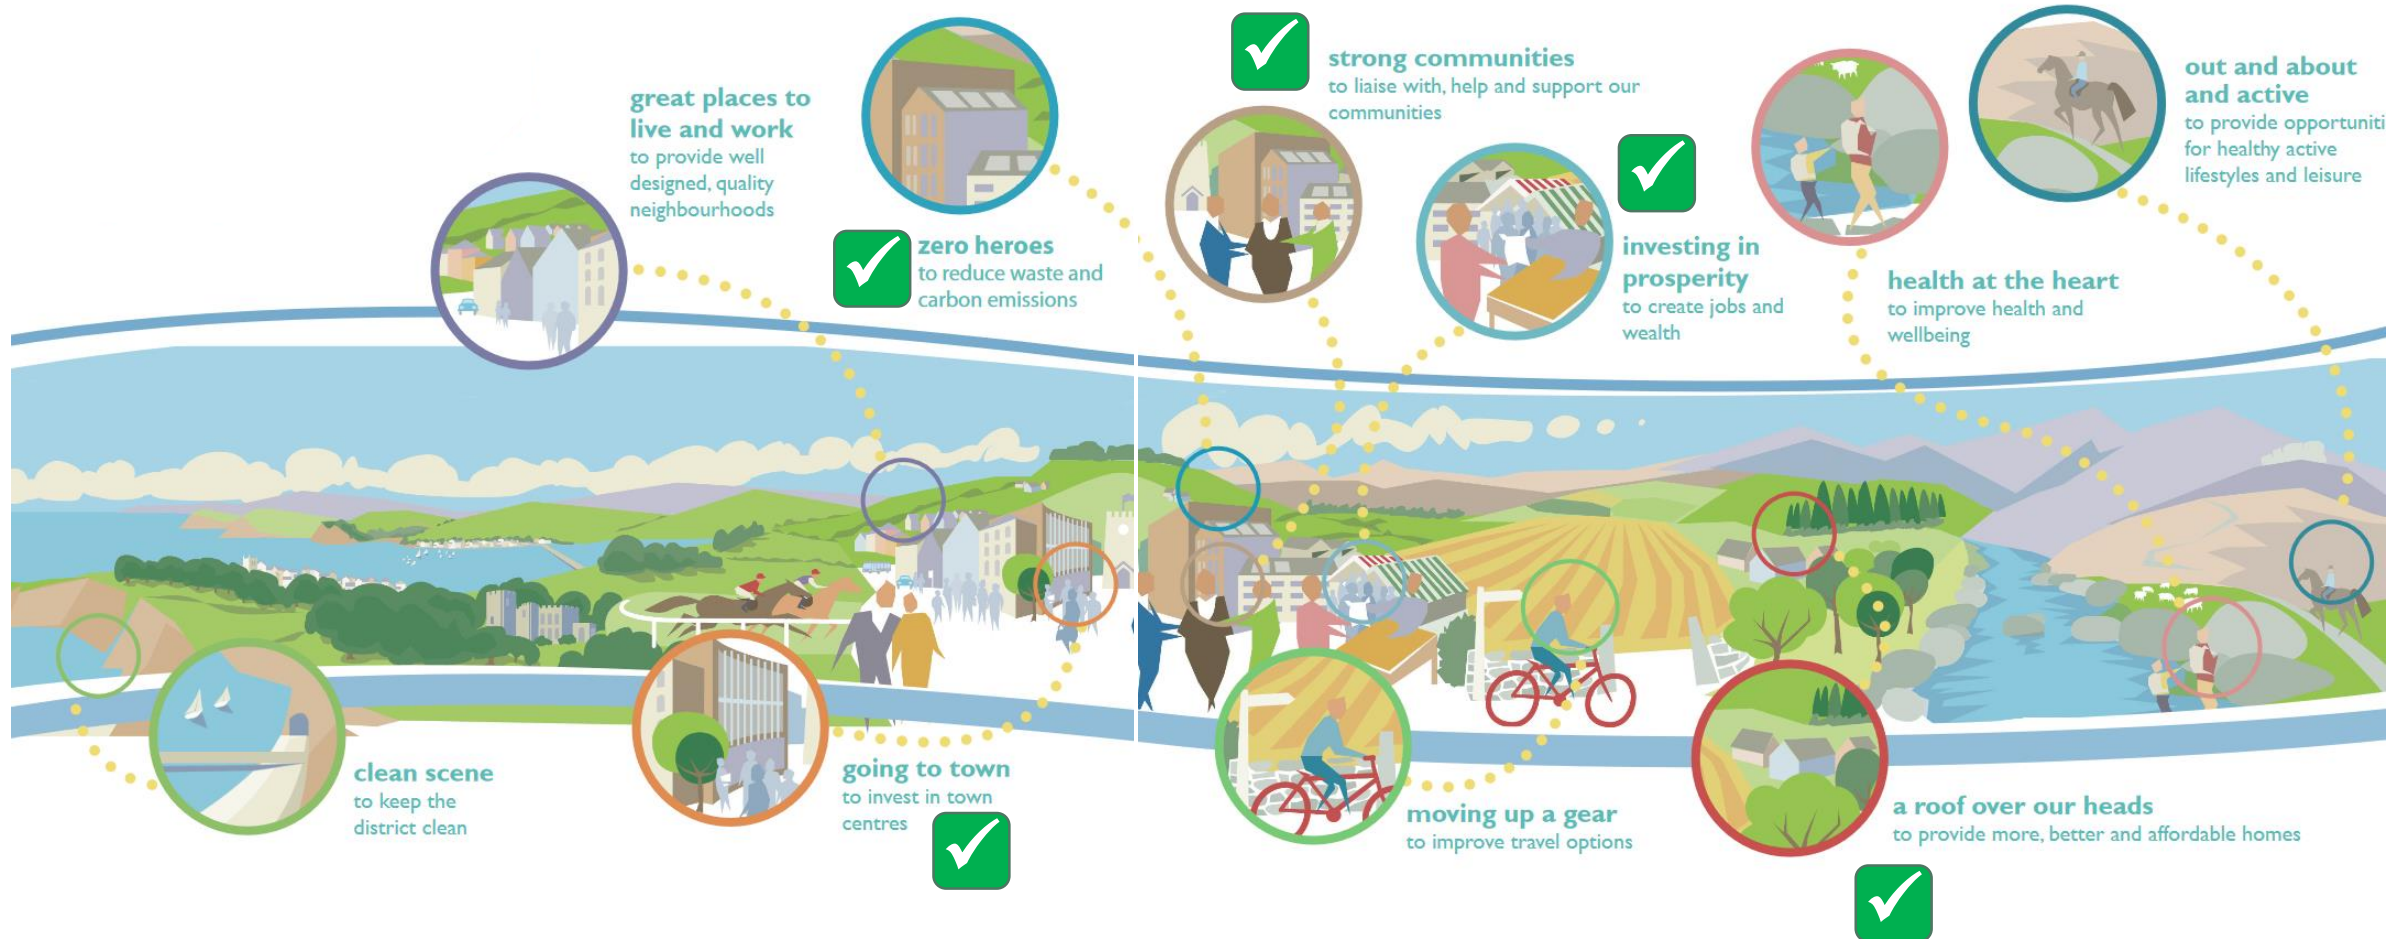 great places to
live and work
to provide well
designed, quality
neighbourhoods
zero heroes
to reduce waste and
carbon emissions
strong communities
to liaise with, help and support our
communities
investing in
prosperity
to create jobs and
wealth
health at the heart
to improve health and
wellbeing
out and about
and active
to provide opportuniti
for healthy active
lifestyles and leisure
clean scene
to keep the
district clean
going to town
to invest in town
centres
moving up a gear
to improve travel options
a roof over our heads
to provide more, better and affordable homes